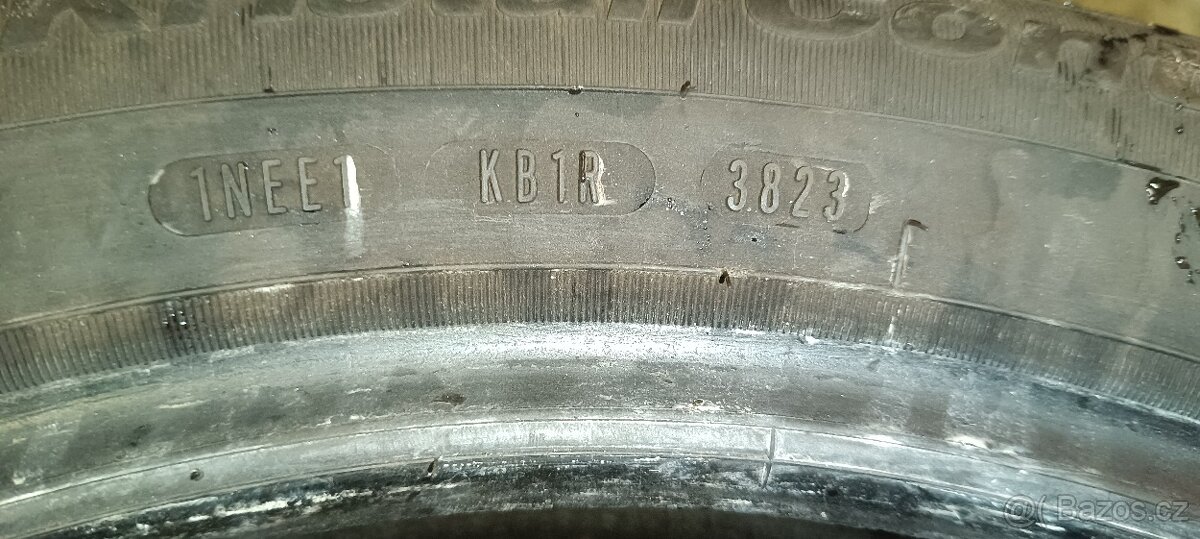 1NEE1 KB1R 3823
@( Bazos.cz